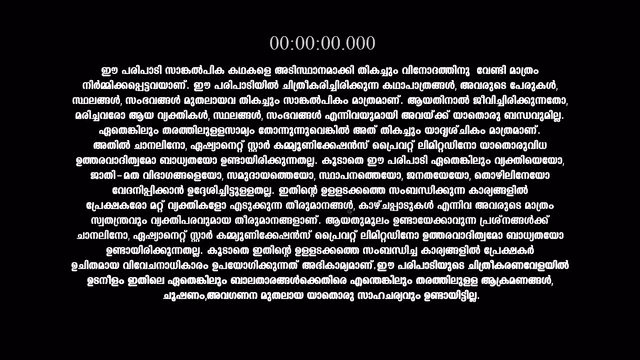 00:00:00.000
ഈ പരിപാടി സാങ്കൽപിക കഥകളെ അടിസ്ഥാനമാക്കി തികച്ചും വിനോദത്തിനു വേണ്ടി മാത്രം
നിർമ്മിക്കപ്പെട്ടവയാണ്. ഈ പരിപാടിയിൽ ചിത്രീകരിച്ചിരിക്കുന്ന കഥാപാത്രങ്ങൾ, അവരുടെ പേരുകൾ,
സ്ഥലങ്ങൾ, സംഭവങ്ങൾ മുതലായവ തികച്ചും സാങ്കൽപികം മാത്രമാണ്. ആയതിനാൽ ജീവിച്ചിരിക്കുന്നതോ,
മരിച്ചവരോ ആയ വ്യക്തികൾ, സ്ഥലങ്ങൾ, സംഭവങ്ങൾ എന്നിവയുമായി അവയ്ക്ക് യാതൊരു ബന്ധവുമില്ല.
ഏതെങ്കിലും തരത്തിലുളളസാമ്യം തോന്നുന്നുവെങ്കിൽ അത് തികച്ചും യാദൃശ്ചികം മാത്രമാണ്.
അതിൽ ചാനലിനോ, ഏഷ്യാനെറ്റ് സ്റ്റാർ കമ്മ്യൂണിക്കേഷൻസ് പ്രൈവറ്റ് ലിമിറ്റഡിനോ യാതൊരുവിധ
ഉത്തരവാദിത്വമോ ബാധ്യതയോ ഉണ്ടായിരിക്കുന്നതല്ല. കൂടാതെ ഈ പരിപാടി ഏതെങ്കിലും വ്യക്തിയെയോ,
ജാതി-മത വിഭാഗങ്ങളെയോ, സമുദായത്തെയോ, സ്ഥാപനത്തെയോ, ജനതയേയോ, തൊഴിലിനേയോ
വേദനിപ്പിക്കാൻ ഉദ്ദേശിച്ചിട്ടുളളതല്ല. ഇതിന്റെ ഉളളടക്കത്തെ സംബന്ധിക്കുന്ന കാര്യങ്ങളിൽ
പ്രേക്ഷകരോ മറ്റ് വ്യക്തികളോ എടുക്കുന്ന തീരുമാനങ്ങൾ, കാഴ്ചപ്പാടുകൾ എന്നിവ അവരുടെ മാത്രം
സ്വതന്ത്രവും വ്യക്തിപരവുമായ തീരുമാനങ്ങളാണ്. ആയതുമൂലം ഉണ്ടായേക്കാവുന്ന പ്രശ്നങ്ങൾക്ക്
ചാനലിനോ, ഏഷ്യാനെറ്റ് സ്റ്റാർ കമ്മ്യൂണിക്കേഷൻസ് പ്രൈവറ്റ് ലിമിറ്റഡിനോ ഉത്തരവാദിത്വമോ ബാധ്യതയോ
ഉണ്ടായിരിക്കുന്നതല്ല. കൂടാതെ ഇതിന്റെ ഉളളടക്കത്തെ സംബന്ധിച്ച കാര്യങ്ങളിൽ പ്രേക്ഷകർ
ഉചിതമായ വിവേചനാധികാരം ഉപയോഗിക്കുന്നത് അഭികാമ്യമാണ്.ഈ പരിപാടിയുടെ ചിത്രീകരണവേളയിൽ
ഉടനീളം ഇതിലെ ഏതെങ്കിലും ബാലതാരങ്ങൾക്കെതിരെ എന്തെങ്കിലും തരത്തിലുളള ആക്രമണങ്ങൾ,
ചൂഷണം,അവഗണന മുതലായ യാതൊരു സാഹചര്യവും ഉണ്ടായിട്ടില്ല.